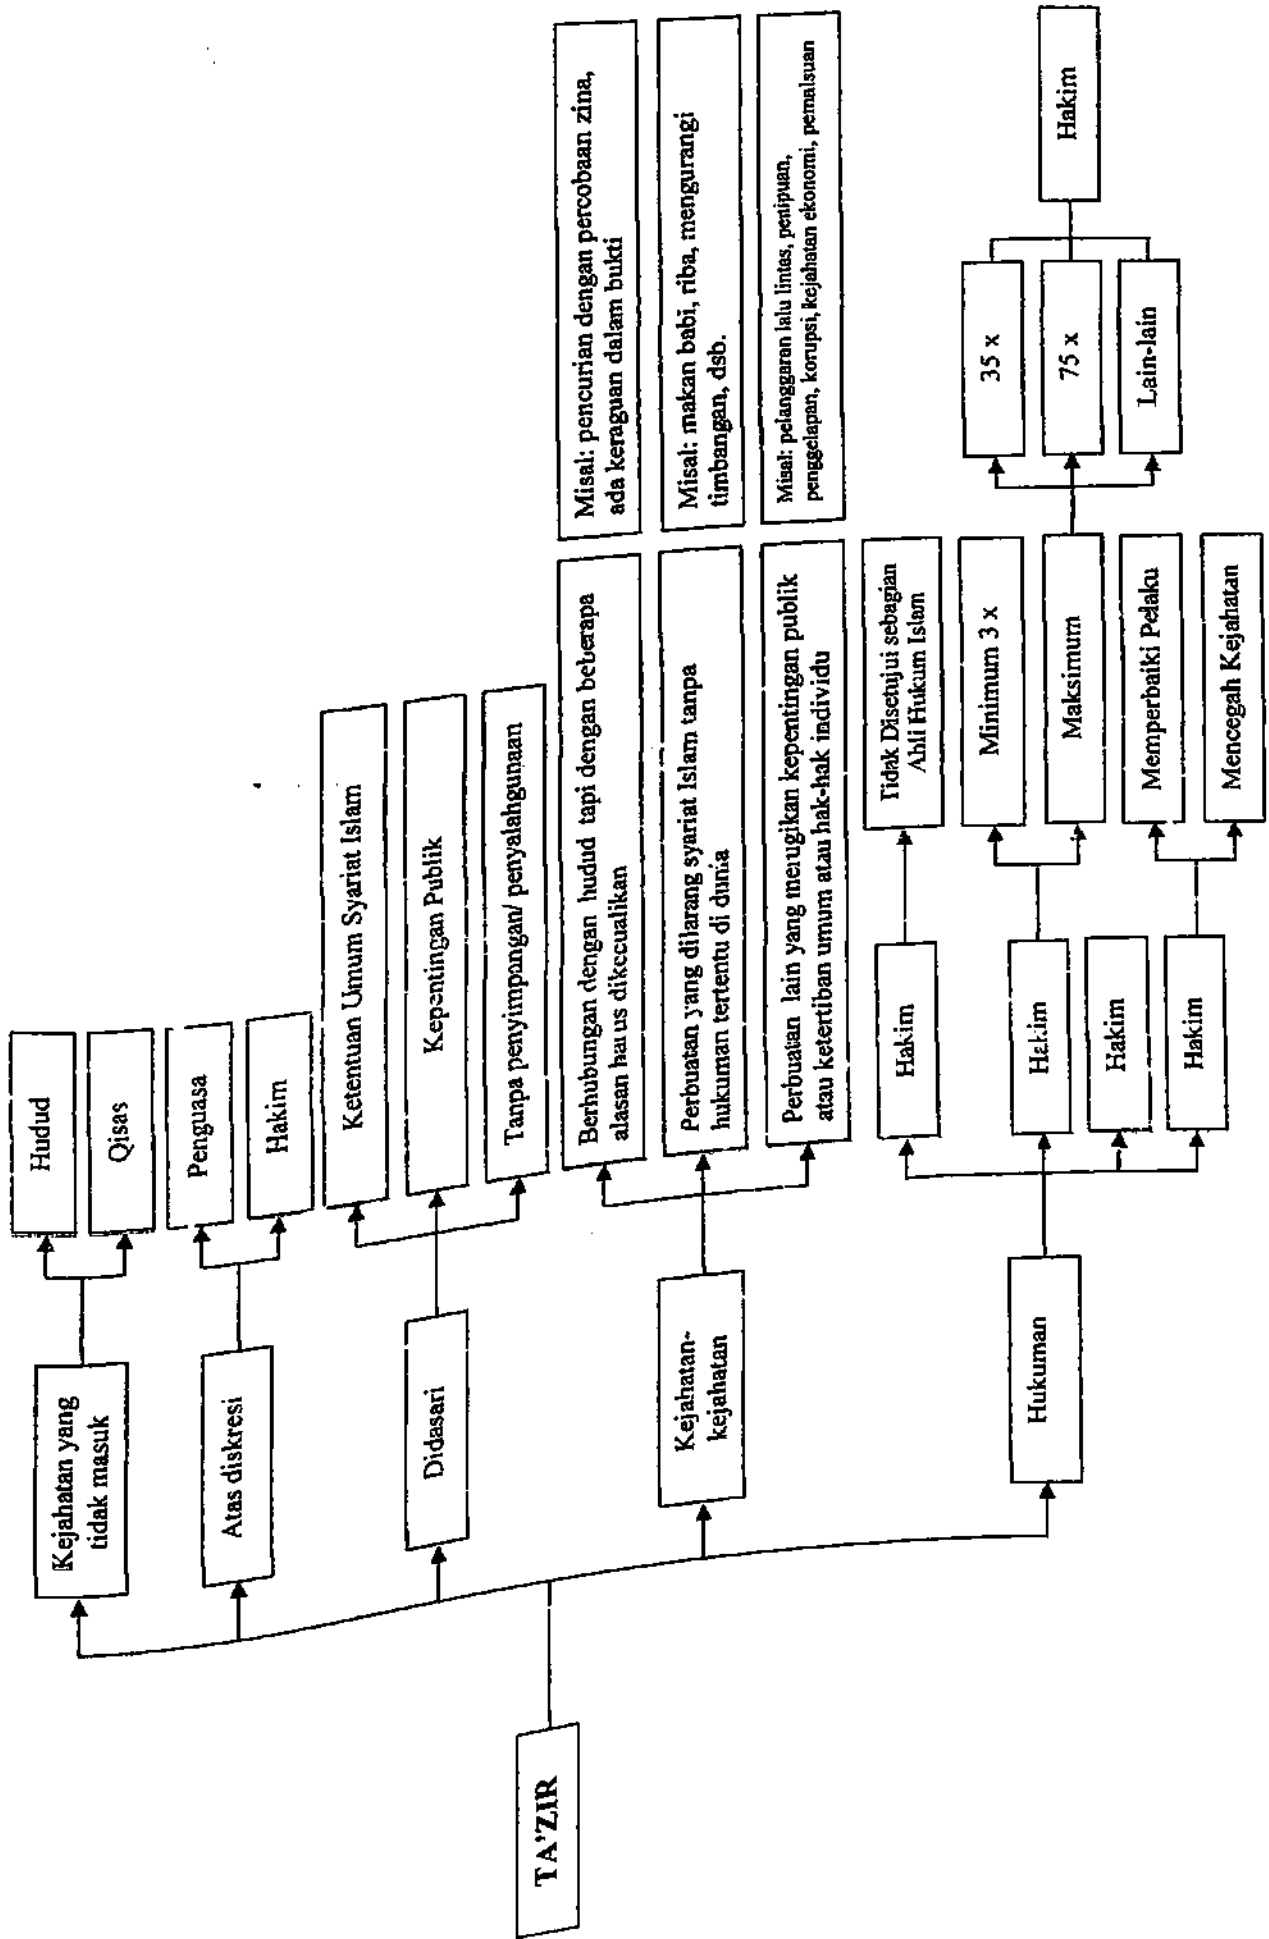 TA'ZIR
Kejahatan yang
tidak masuk
Hudud
Qisas
Atas diskresi
Penguasa
Hakim
Didasari
Ketentuan Umum Syariat Islam
Kepentingan Publik
Tanpa penyimpangan/ penyalahgunaan
Kejahatan-
kejahatan
Berhubungan dengan hudud tapi dengan beberapa
alasan harus dikecualikan
Misal: pencurian dengan percobaan zina,
ada keraguan dalam bukti
Perbuatan yang dilarang syariat Islam tanpa
hukuman tertentu di dunia
Misal: makan babi, riba, mengurangi
timbangan, dsb.
Perbuatan lain yang merugikan kepentingan publik
atau ketertiban umum atau hak-hak individu
Misal: pelanggaran lalu lintas, penipuan,
penggelapan, korupsi, kejahatan ekonomi, pemalsuan
Hukuman
Hakim
Tidak Disetujui sebagian
Ahli Hukum Islam
Hakim
Minimum 3 x
Maksimum
35 x
75 x
Lain-lain
Hakim
Hakim
Hakim
Memperbaiki Pelaku
Mencegah Kejahatan